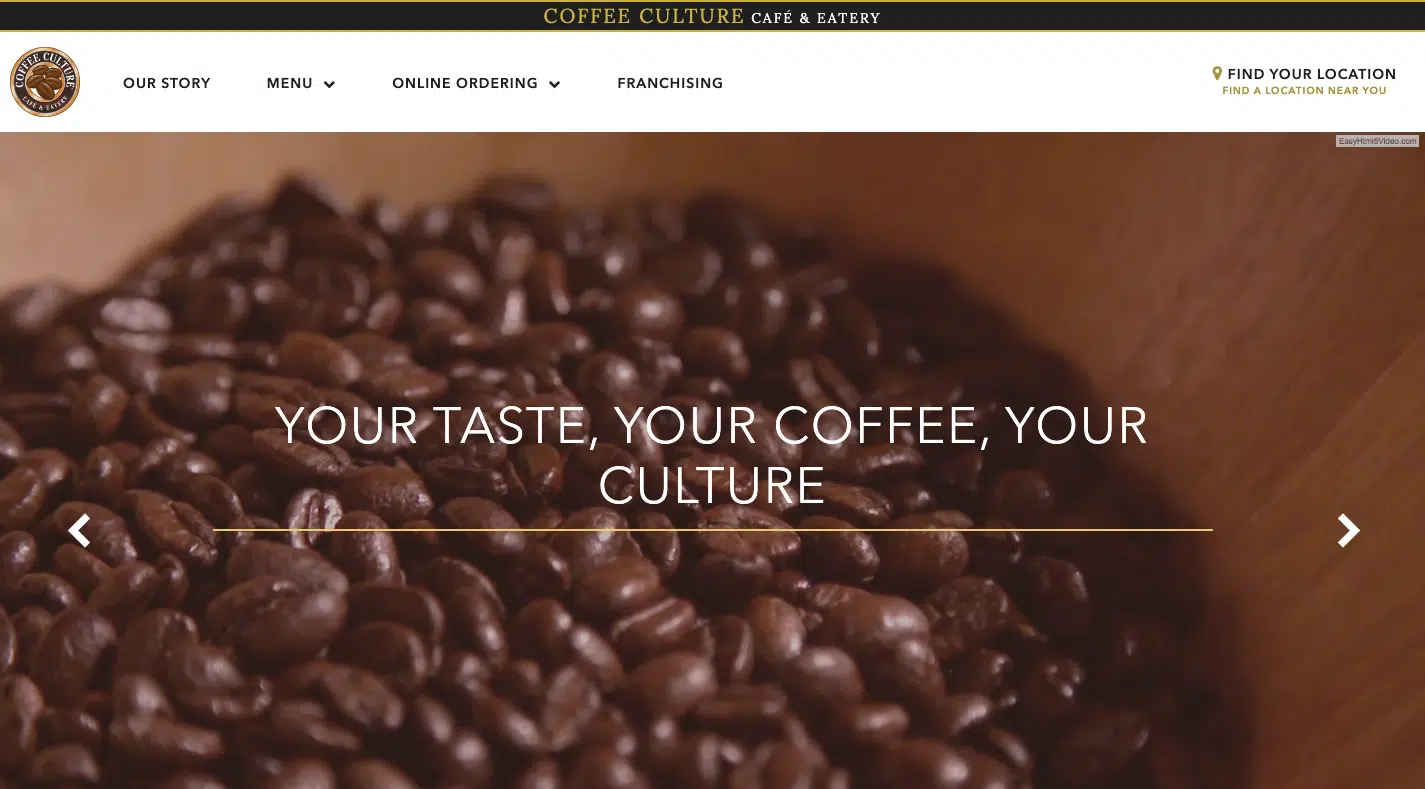 COFFEE CULTURE CAFÉ & EATERY
COFFEE CULTURE
CAFE & EATERY
OUR STORY
MENU
ONLINE ORDERING
FRANCHISING
FIND YOUR LOCATION
FIND A LOCATION NEAR YOU
EasyHtml5Video.com
YOUR TASTE, YOUR COFFEE, YOUR
CULTURE